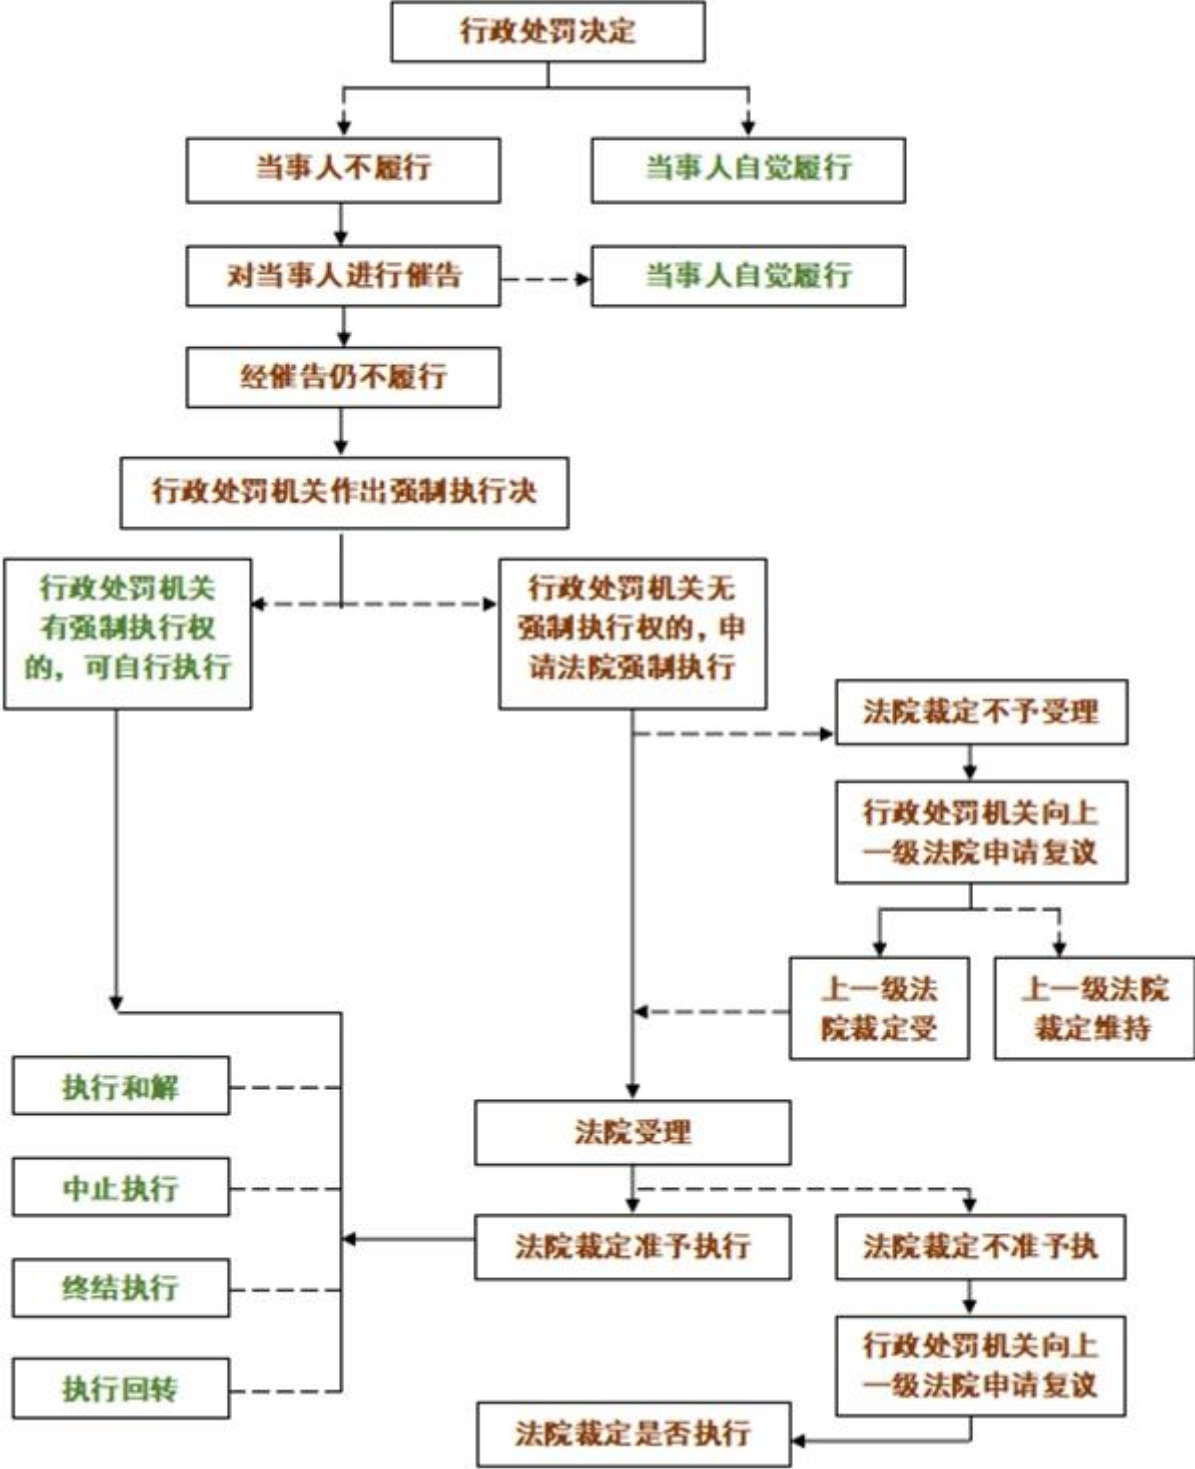 行政处罚决定
当事人不履行
当事人自觉履行
对当事人进行催告
当事人自觉履行
经催告仍不履行
行政处罚机关作出强制执行决
行政处罚机关
有强制执行权
的，可自行执行
行政处罚机关无
强制执行权的，申
请法院强制执行
法院裁定不予受理
行政处罚机关向上
一级法院申请复议
上一级法
院裁定受
上一级法院
裁定维持
执行和解
法院受理
中止执行
法院裁定准予执行
法院裁定不准予执
终结执行
行政处罚机关向上
一级法院申请复议
执行回转
法院裁定是否执行